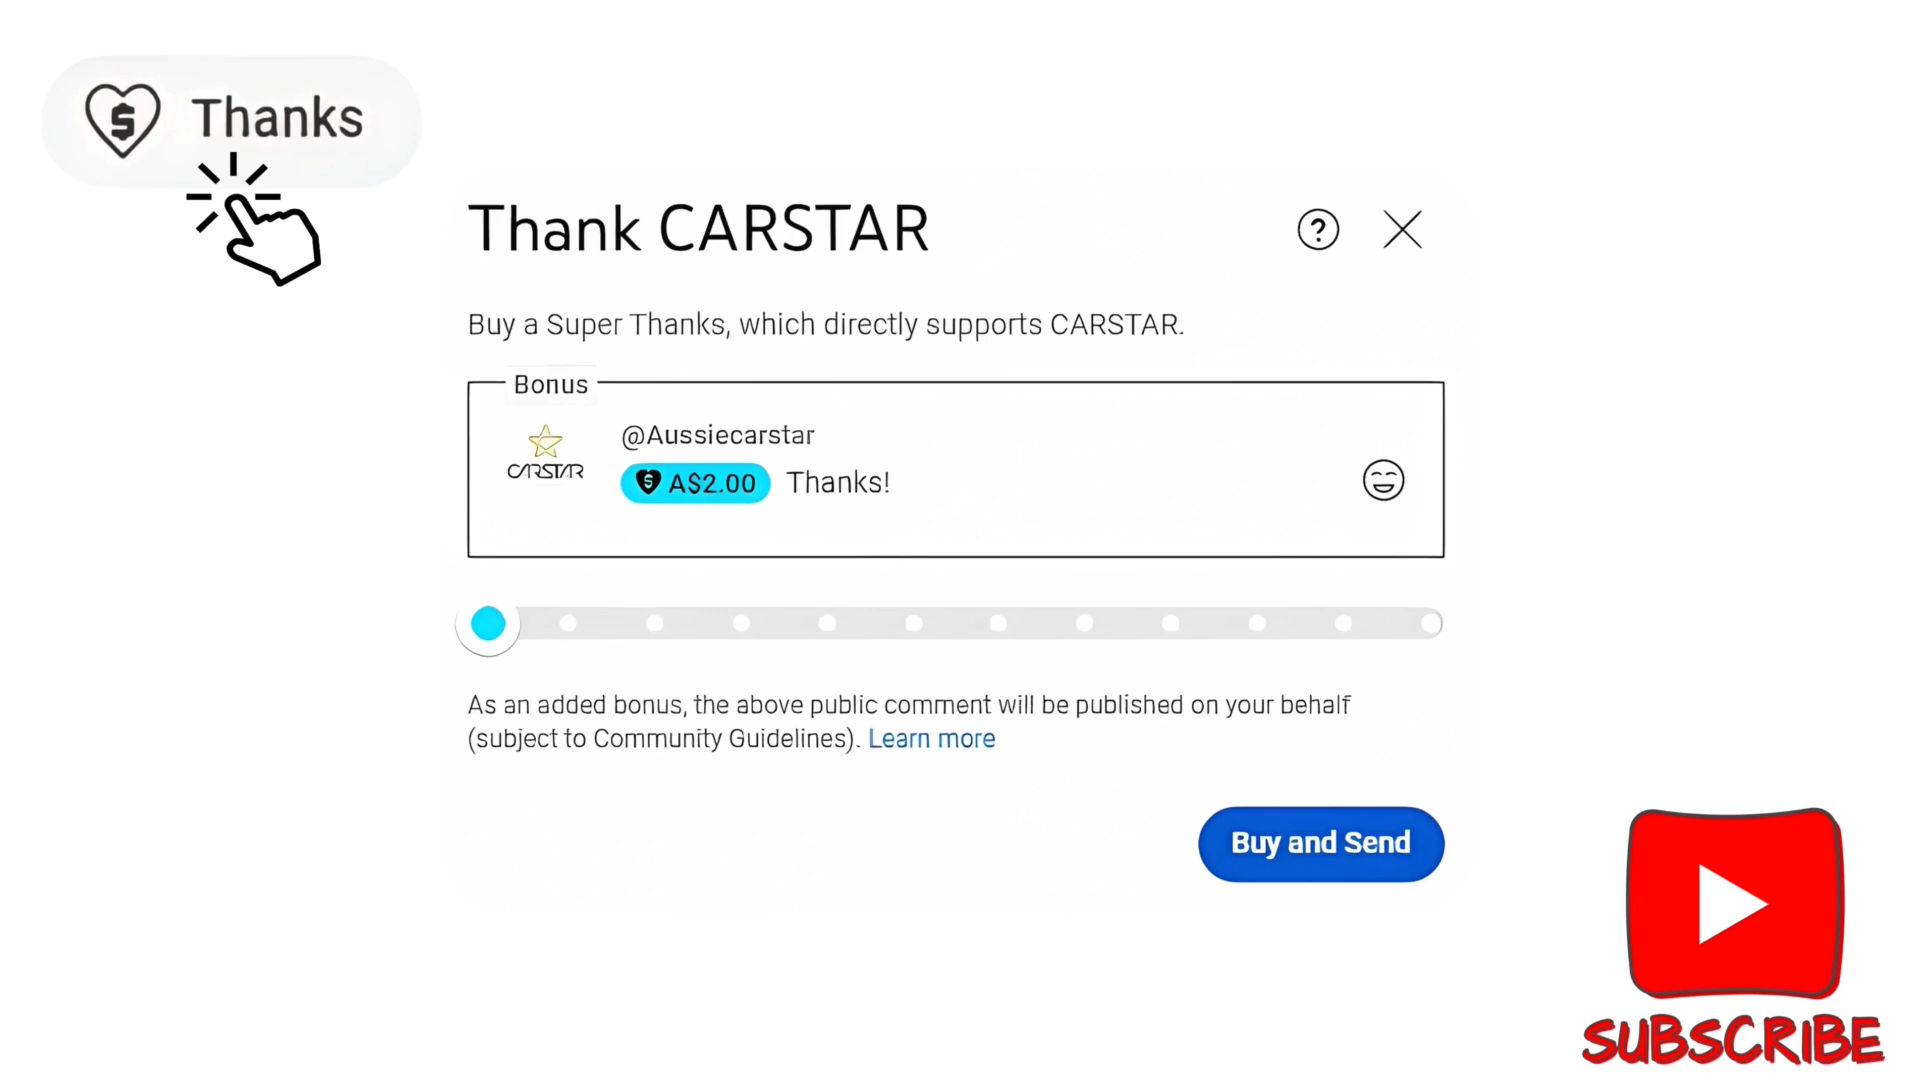 $ Thanks
Thank CARSTAR ?
Buy a Super Thanks, which directly supports CARSTAR.
Bonus
@Aussiecarstar
CARSTAR
$ A$2.00 Thanks!
As an added bonus, the above public comment will be published on your behalf
(subject to Community Guidelines). Learn more
Buy and Send
SUBSCRIBE